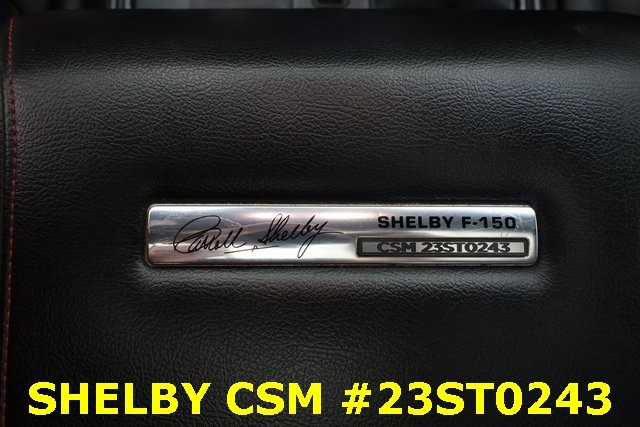 Carroll Shelby
SHELBY F-150
CSM 23ST0243
SHELBY CSM #23ST0243